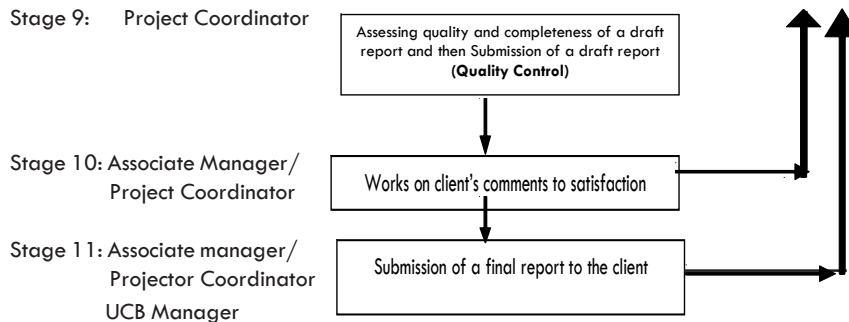 Stage 9: Project Coordinator
Assessing quality and completeness of a draft
report and then Submission of a draft report
(Quality Control)
Stage 10: Associate Manager/
Project Coordinator
Works on client's comments to satisfaction
Stage 11: Associate manager/
Projector Coordinator
UCB Manager
Submission of a final report to the client